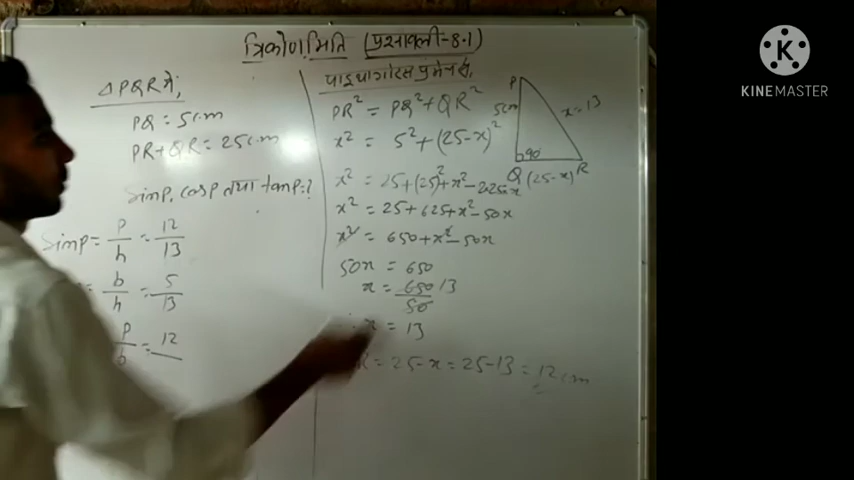 त्रिकोणमिति (प्रश्नावली-8.1)
△PQR में,
PQ = 5cm
PR+QR = 25cm
SinP, cosP तथा tanP=?
SinP = P/h = 12/13
= b/h = 5/13
P/b = 12
पाइथागोरस प्रमेय से,
PR² = PQ²+QR²
x² = 5²+(25-x)²
x² = 25+(25)²+x²-2.25.x
x² = 25+625+x²-50x
x² = 650+x²-50x
50x = 650
x = 650/50 13
x = 13
= 25-x = 25-13 = 12cm
P
5cm
x=13
90
Q (25-x) R
KINEMASTER